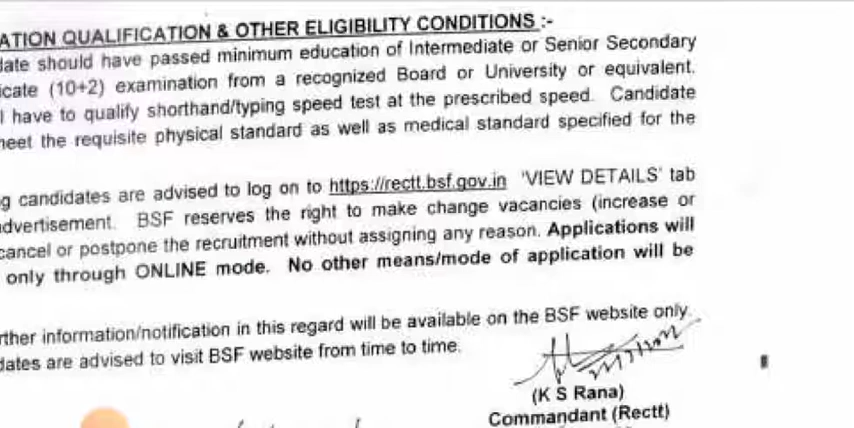 ATION QUALIFICATION & OTHER ELIGIBILITY CONDITIONS :-
date should have passed minimum education of Intermediate or Senior Secondary
icate (10+2) examination from a recognized Board or University or equivalent.
l have to qualify shorthand/typing speed test at the prescribed speed. Candidate
meet the requisite physical standard as well as medical standard specified for the
g candidates are advised to log on to https://rectt.bsf.gov.in 'VIEW DETAILS' tab
advertisement. BSF reserves the right to make change vacancies (increase or
cancel or postpone the recruitment without assigning any reason. Applications will
only through ONLINE mode. No other means/mode of application will be
rther information/notification in this regard will be available on the BSF website only.
dates are advised to visit BSF website from time to time.
(K S Rana)
Commandant (Rectt)